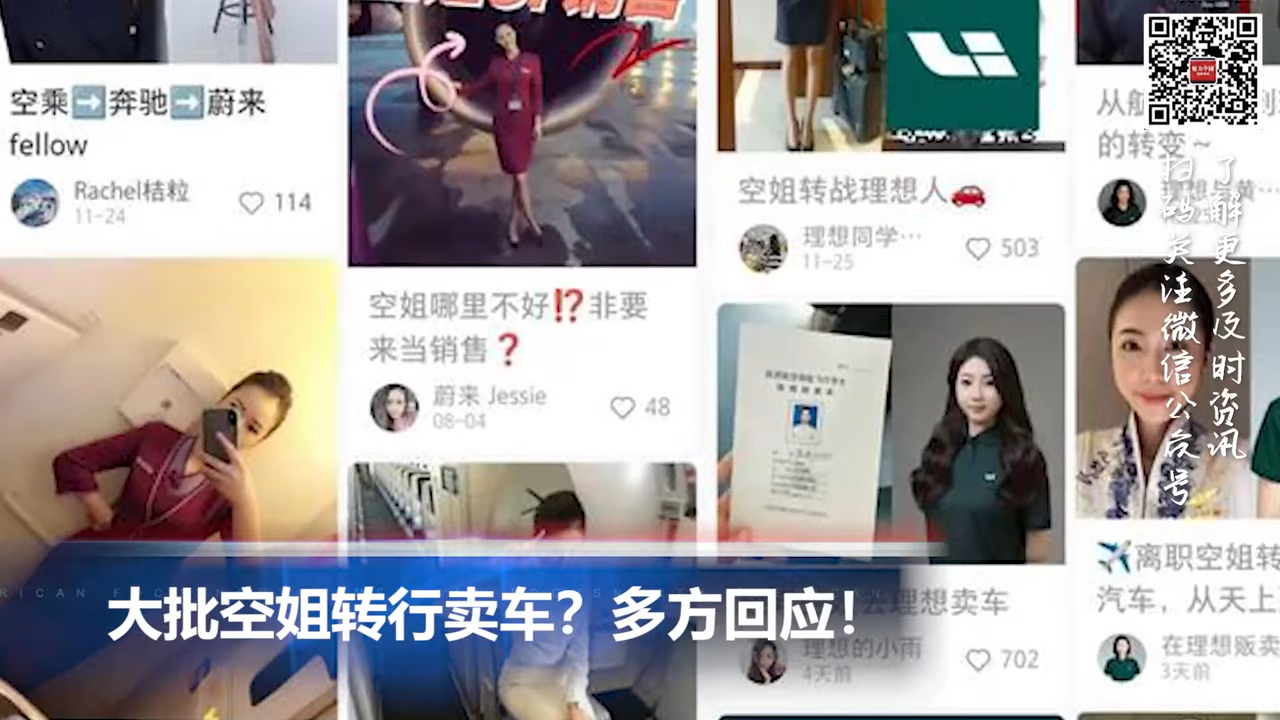 空乘➡奔驰➡蔚来
fellow
Rachel桔粒
11-24
114
空姐哪里不好⁉非要
来当销售❓
蔚来 Jessie
08-04
48
空姐转战理想人🚗
理想同学…
11-25
503
去理想卖车
理想的小雨
4天前
702
的转变~
✈离职空姐转
汽车，从天上
在理想贩卖
3天前
了解更多及时资讯
扫码关注微信公众号
大批空姐转行卖车？多方回应！